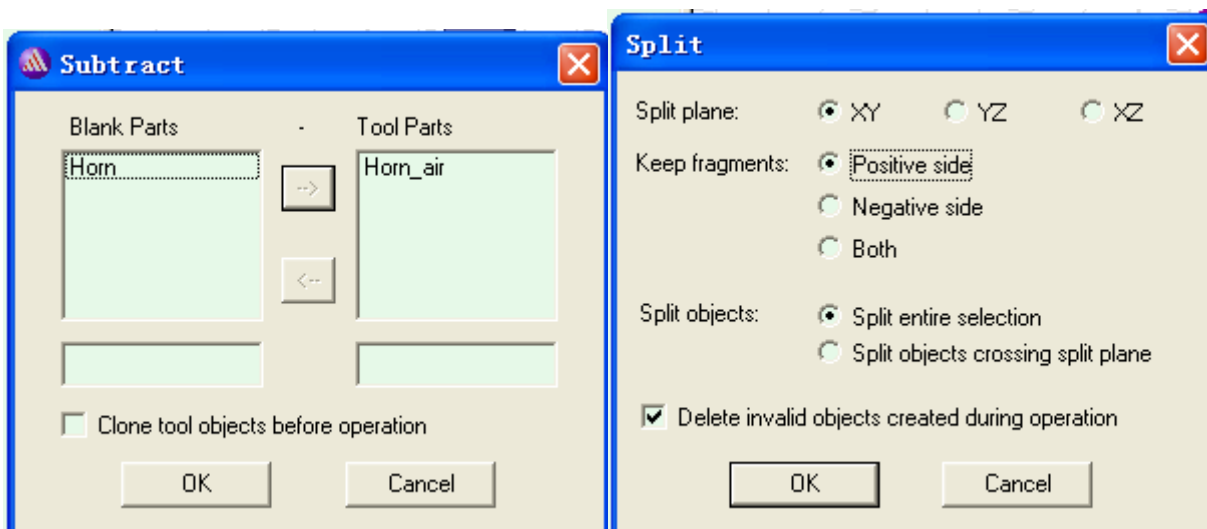 Subtract
Blank Parts - Tool Parts
Horn
Horn_air
-->
<--
Clone tool objects before operation
OK Cancel
Split
Split plane: XY YZ XZ
Keep fragments: Positive side
Negative side
Both
Split objects: Split entire selection
Split objects crossing split plane
Delete invalid objects created during operation
OK Cancel